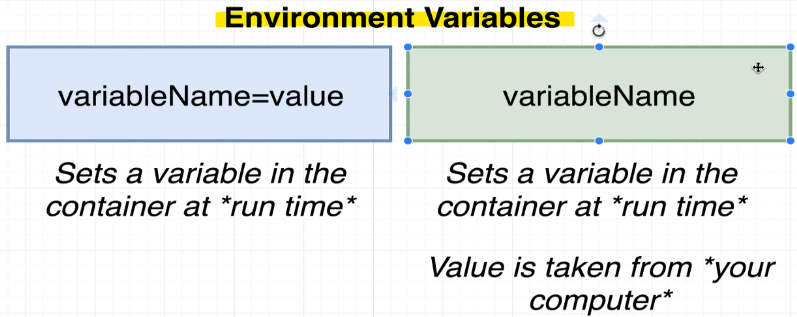 Environment Variables
variableName=value
Sets a variable in the
container at *run time*
variableName
Sets a variable in the
container at *run time*
Value is taken from *your
computer*